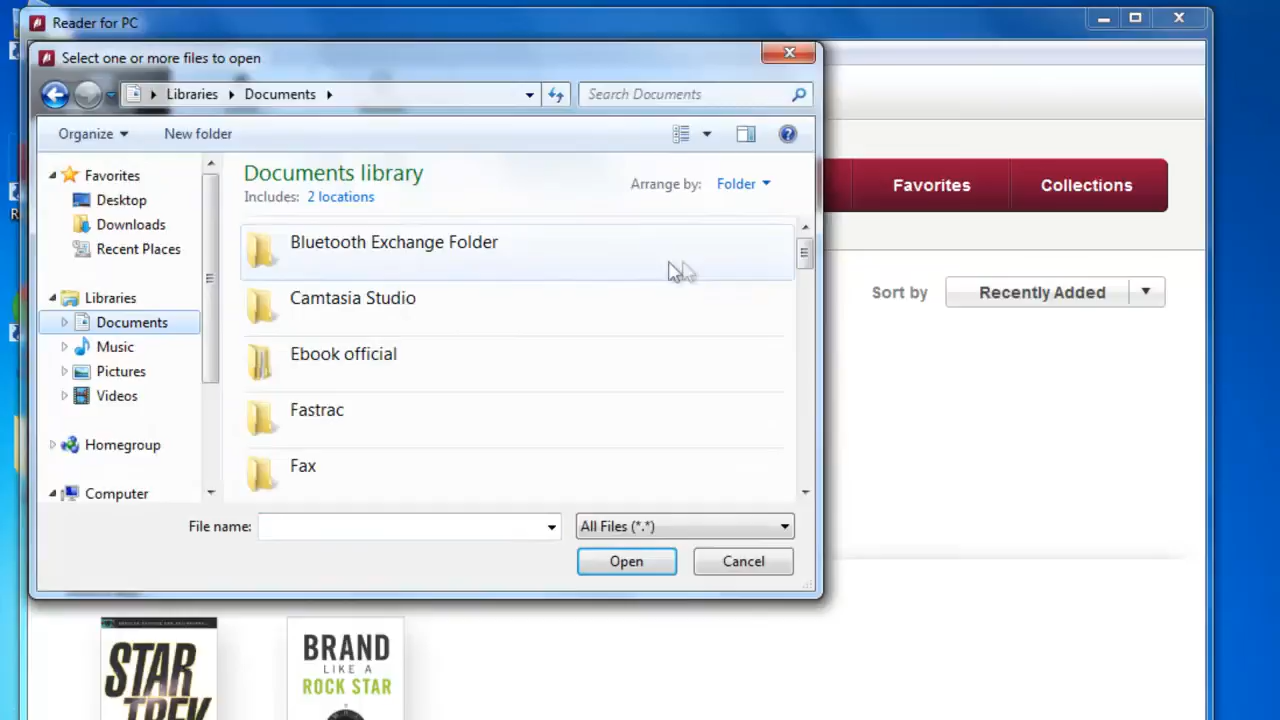 Reader for PC
Select one or more files to open
Libraries Documents
Search Documents
Organize New folder
Favorites
Desktop
Downloads
Recent Places
Libraries
Documents
Music
Pictures
Videos
Homegroup
Computer
Documents library
Includes: 2 locations
Arrange by: Folder
Bluetooth Exchange Folder
Camtasia Studio
Ebook official
Fastrac
Fax
File name:
All Files (*.*)
Open Cancel
Favorites Collections
Sort by Recently Added
STAR
TREK
BRAND
LIKE A
ROCK STAR